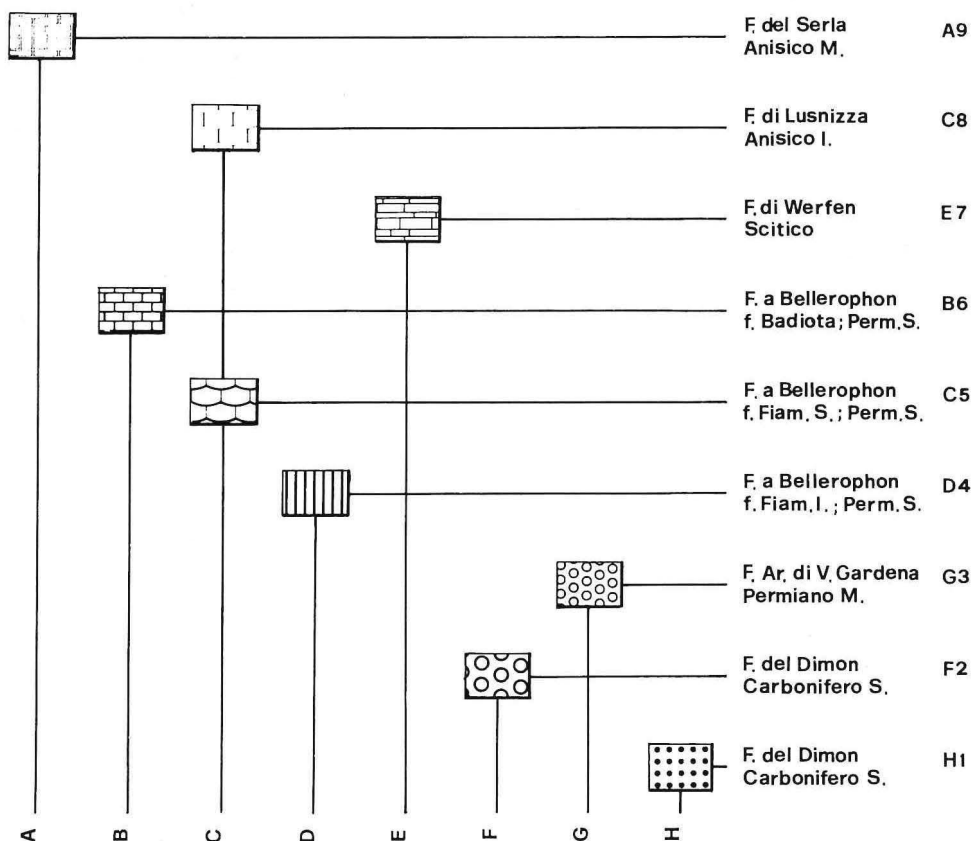 F. del Serla A9
Anisico M.
F. di Lusnizza C8
Anisico I.
F. di Werfen E7
Scitico
F. a Bellerophon B6
f. Badiota; Perm.S.
F. a Bellerophon C5
f. Fiam. S.; Perm.S.
F. a Bellerophon D4
f. Fiam. I.; Perm.S.
F. Ar. di V. Gardena G3
Permiano M.
F. del Dimon F2
Carbonifero S.
F. del Dimon H1
Carbonifero S.
A B C D E F G H